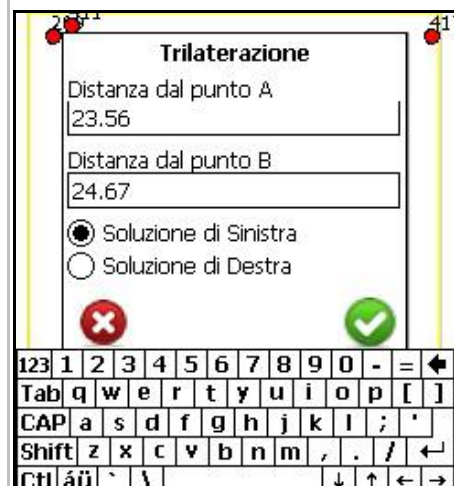 41
Trilaterazione
Distanza dal punto A
23.56
Distanza dal punto B
24.67
Soluzione di Sinistra
Soluzione di Destra
123 1 2 3 4 5 6 7 8 9 0 - =
Tab q w e r t y u i o p [ ]
CAP a s d f g h j k l ; '
Shift z x c v b n m , . /
Ctl áü ` \